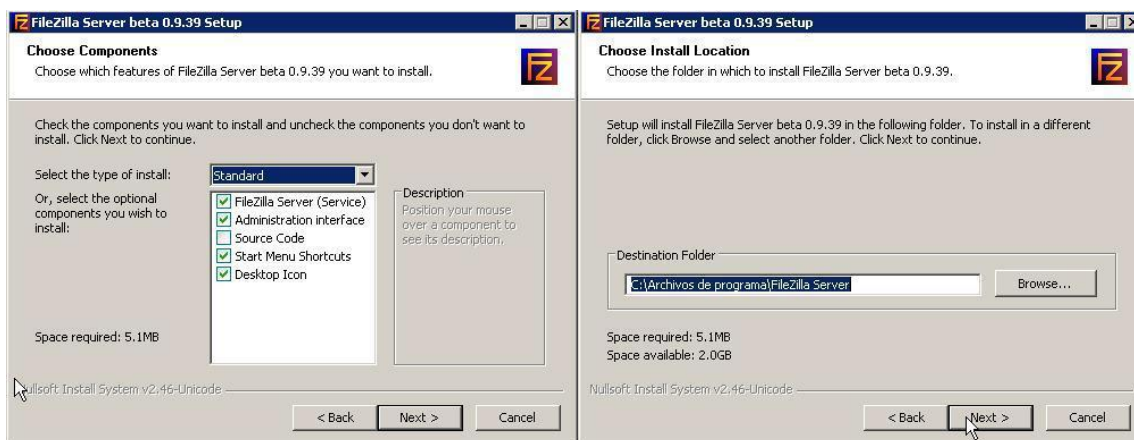 FileZilla Server beta 0.9.39 Setup
Choose Components
Choose which features of FileZilla Server beta 0.9.39 you want to install.
FZ
Check the components you want to install and uncheck the components you don't want to
install. Click Next to continue.
Select the type of install:
Standard
Or, select the optional
components you wish to
install:
FileZilla Server (Service)
Administration interface
Source Code
Start Menu Shortcuts
Desktop Icon
Description
Position your mouse
over a component to
see its description.
Space required: 5.1MB
Nullsoft Install System v2.46-Unicode
< Back
Next >
Cancel
FileZilla Server beta 0.9.39 Setup
Choose Install Location
Choose the folder in which to install FileZilla Server beta 0.9.39.
FZ
Setup will install FileZilla Server beta 0.9.39 in the following folder. To install in a different
folder, click Browse and select another folder. Click Next to continue.
Destination Folder
C:\Archivos de programa\FileZilla Server
Browse...
Space required: 5.1MB
Space available: 2.0GB
Nullsoft Install System v2.46-Unicode
< Back
Next >
Cancel